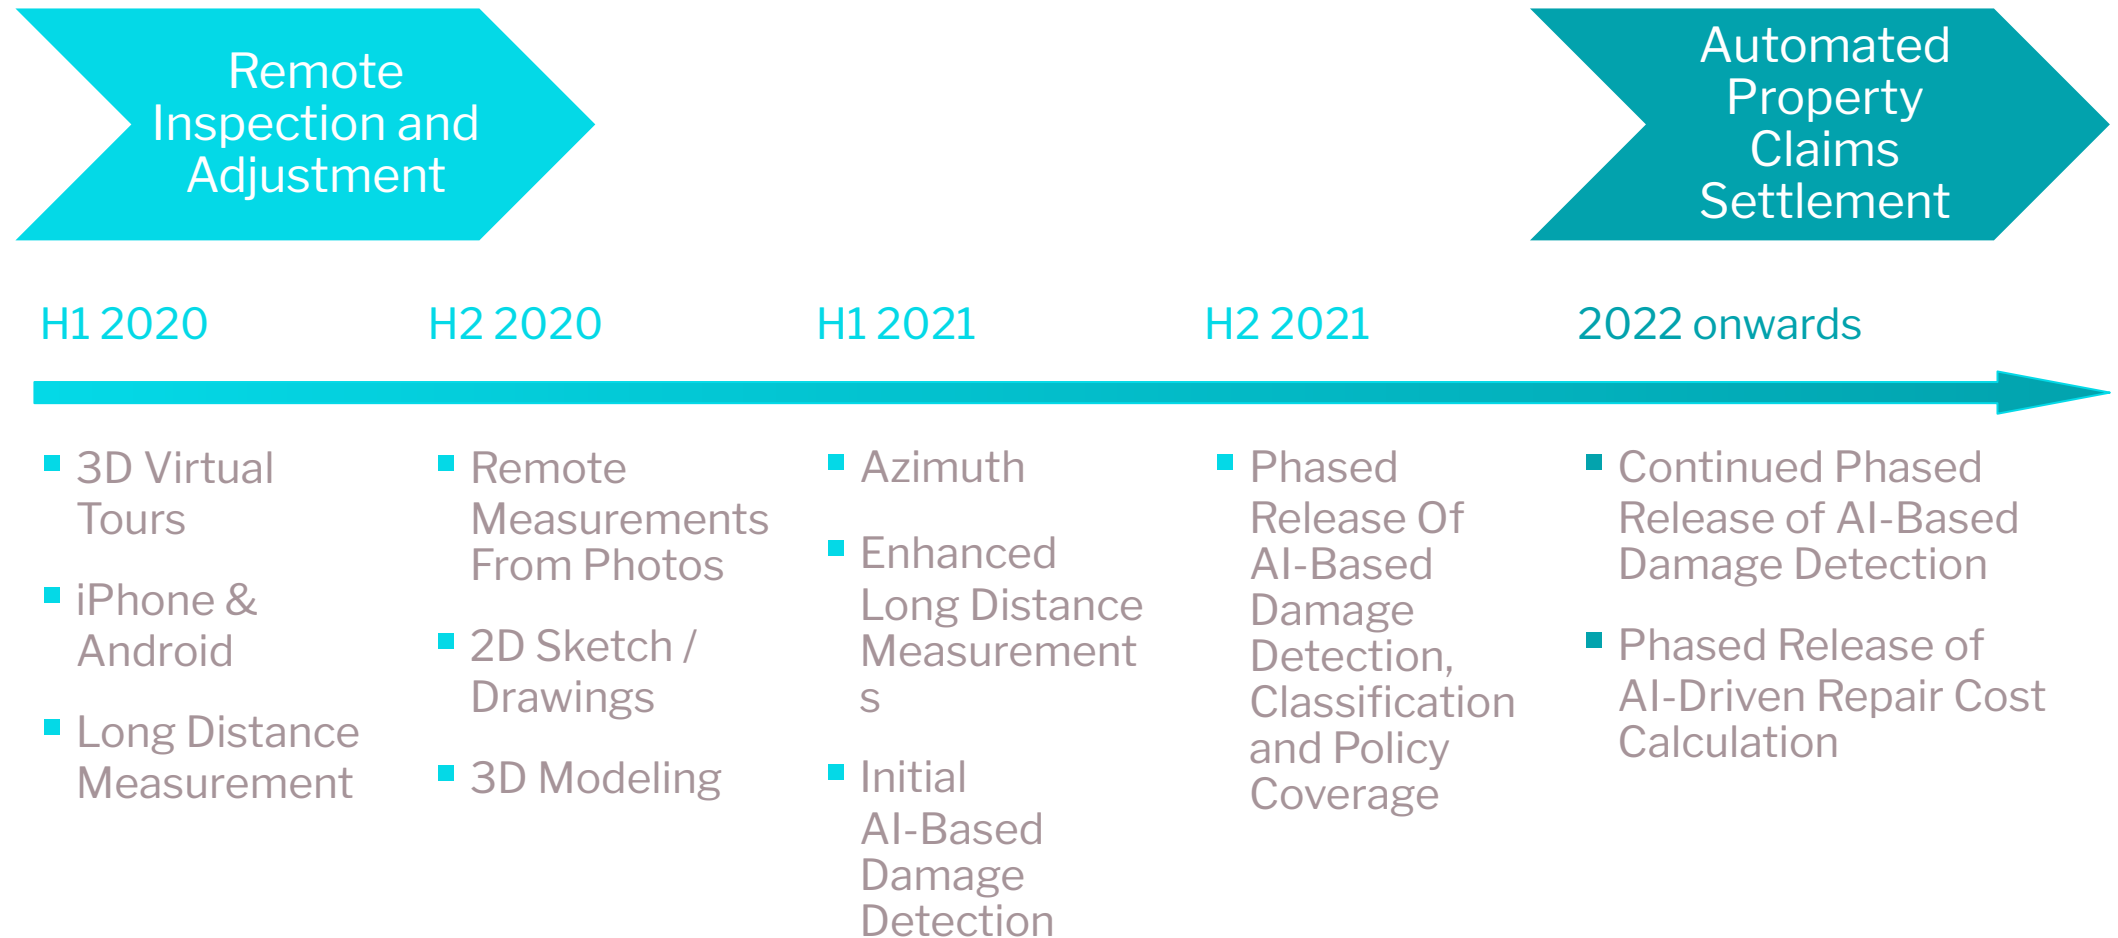 Remote
Inspection and
Adjustment
Automated
Property
Claims
Settlement
H1 2020
H2 2020
H1 2021
H2 2021
2022 onwards
3D Virtual
Tours
iPhone &
Android
Long Distance
Measurement
Remote
Measurements
From Photos
2D Sketch /
Drawings
3D Modeling
Azimuth
Enhanced
Long Distance
Measurement
s
Initial
AI-Based
Damage
Detection
Phased
Release Of
AI-Based
Damage
Detection,
Classification
and Policy
Coverage
Continued Phased
Release of AI-Based
Damage Detection
Phased Release of
AI-Driven Repair Cost
Calculation